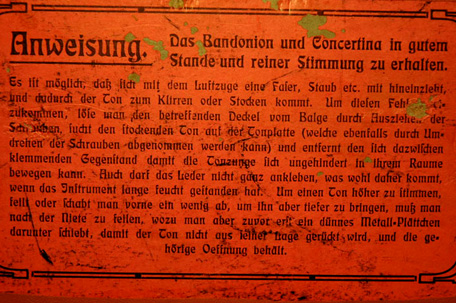 Anweisung. Das Bandonion und Concertina in gutem
Stande und reiner Stimmung zu erhalten.
Es ist möglich, daß sich mit dem Luftzuge eine Faser, Staub etc. mit hineinzieht,
und dadurch der Ton zum Klirren oder Stocken kommt. Um diesen
zukommen, löse man den betreffenden Deckel vom Balge durch Ausziehen der
Schrauben, sucht den stockenden Ton auf der Tonplatte (welche ebenfalls durch Um-
drehen der Schrauben abgenommen werden kann) und entfernt den sich dazwischen
klemmenden Gegenstand damit die Tonzunge sich ungehindert in ihrem Raume
bewegen kann. Auch darf das Leder nicht ganz ankleben, was wohl daher kommt,
wenn das Instrument lange feucht gestanden hat. Um einen Ton höher zu stimmen,
feilt oder schabt man vorne ein wenig ab, um ihn aber tiefer zu bringen, muß man
nach der Niete zu feilen, wozu man aber zuvor erst ein dünnes Metall-Plättchen
darunter schiebt, damit der Ton nicht aus seiner Lage gerückt wird, und die ge-
hörige Oeffnung behält.